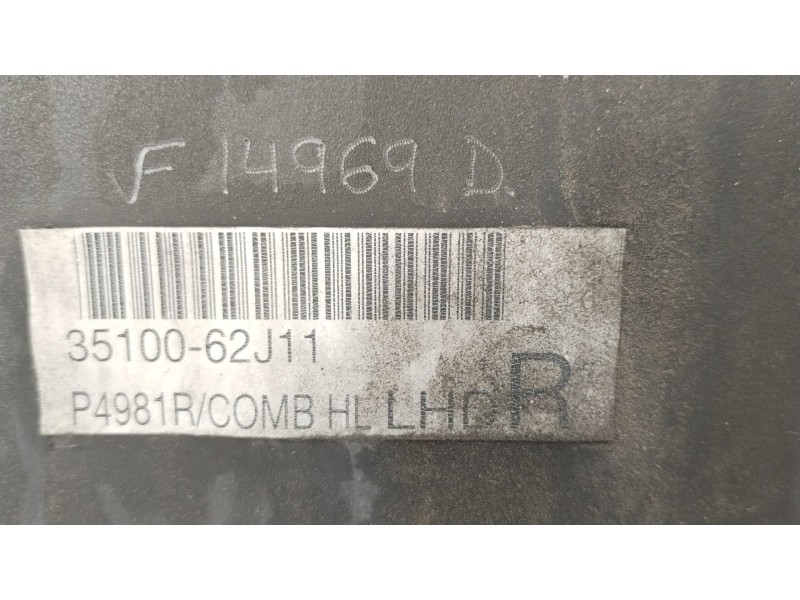 F 14969 D.
35100-62J11
P4981R/COMB HL LHD R